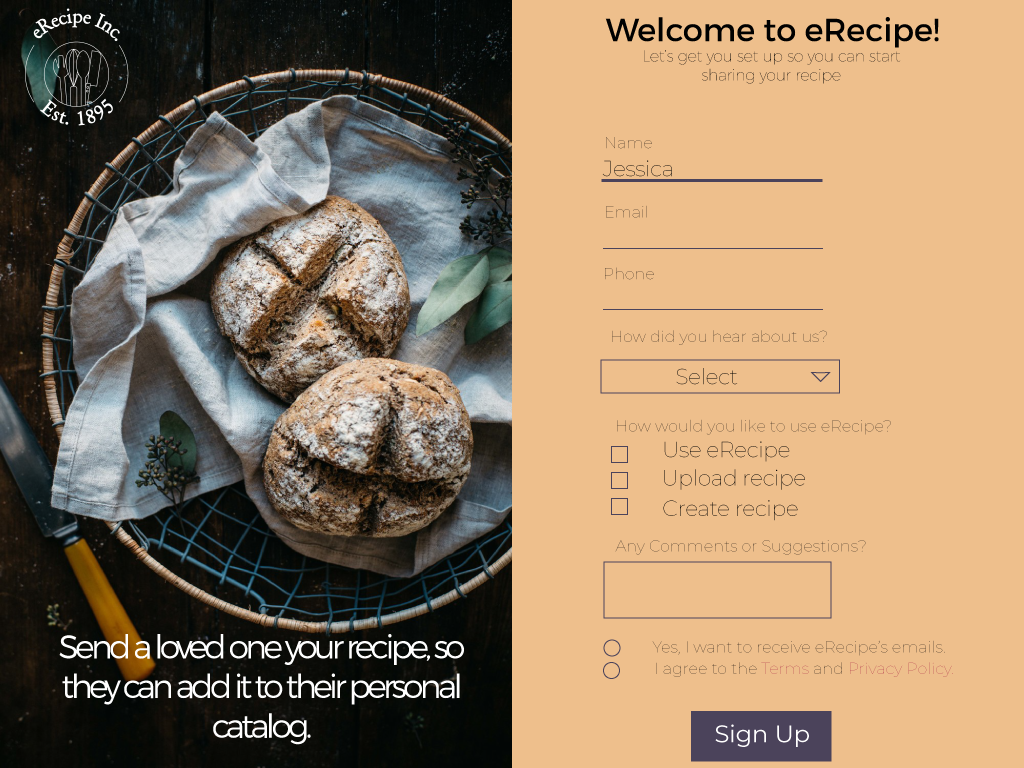 eRecipe Inc.
Est. 1895
Send a loved one your recipe, so
they can add it to their personal
catalog.
Welcome to eRecipe!
Let's get you set up so you can start
sharing your recipe
Name
Jessica
Email
Phone
How did you hear about us?
Select
How would you like to use eRecipe?
Use eRecipe
Upload recipe
Create recipe
Any Comments or Suggestions?
Yes, I want to receive eRecipe's emails.
I agree to the Terms and Privacy Policy.
Sign Up